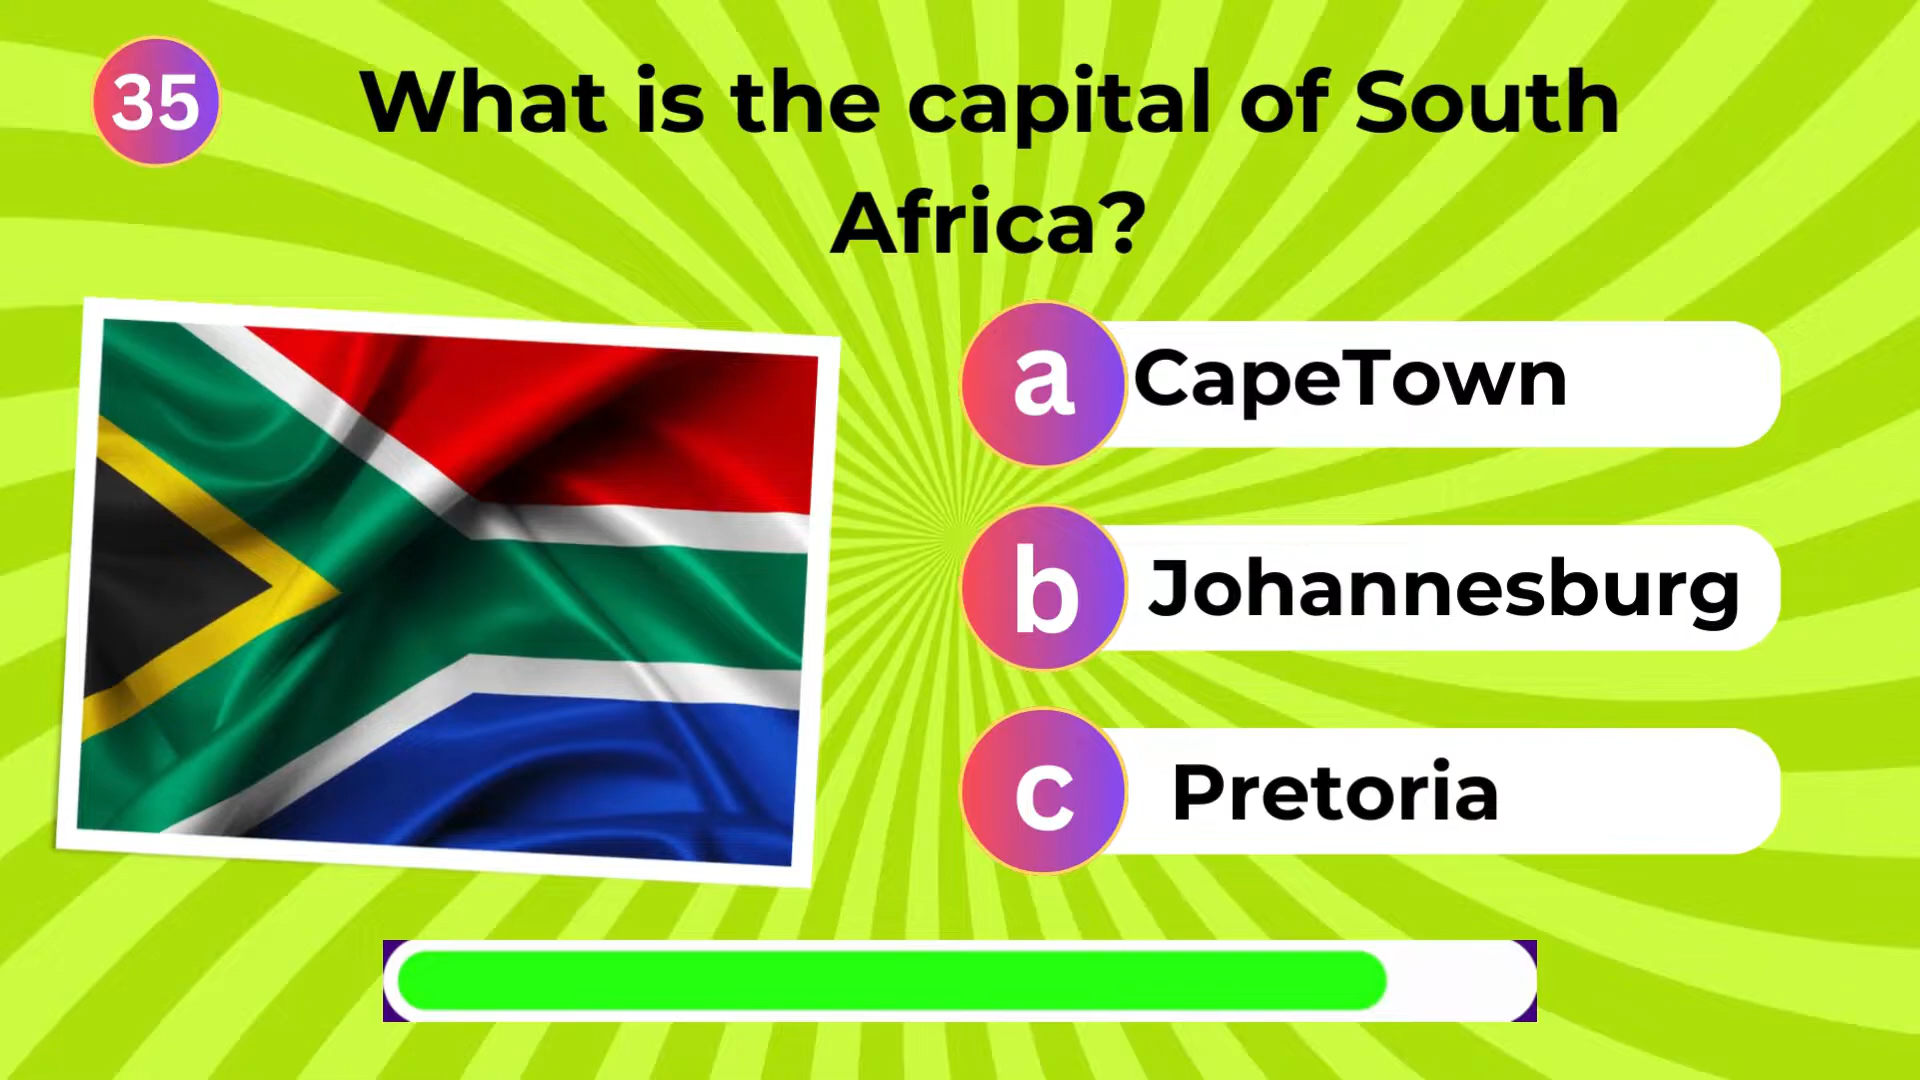 35
What is the capital of South
Africa?
a CapeTown
b Johannesburg
c Pretoria